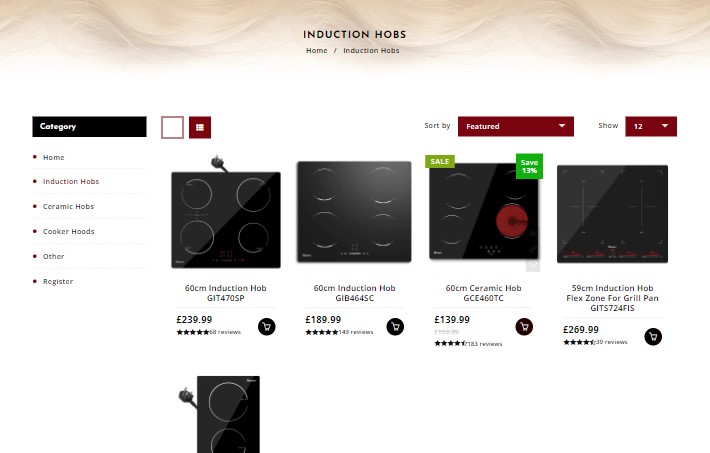 INDUCTION HOBS
Home / Induction Hobs
Category
Sort by Featured Show 12
Home
Induction Hobs
Ceramic Hobs
Cooker Hoods
Other
Register
60cm Induction Hob
GIT470SP
£239.99
68 reviews
60cm Induction Hob
GIB464SC
£189.99
149 reviews
SALE
Save
13%
60cm Ceramic Hob
GCE460TC
£139.99
£159.99
183 reviews
59cm Induction Hob
Flex Zone For Grill Pan
GITS724FIS
£269.99
39 reviews